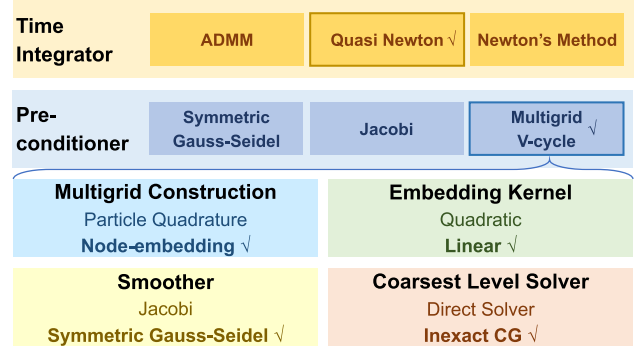 Time
Integrator
ADMM
Quasi Newton √
Newton's Method
Pre-
conditioner
Symmetric
Gauss-Seidel
Jacobi
Multigrid
V-cycle √
Multigrid Construction
Particle Quadrature
Node-embedding √
Embedding Kernel
Quadratic
Linear √
Smoother
Jacobi
Symmetric Gauss-Seidel √
Coarsest Level Solver
Direct Solver
Inexact CG √